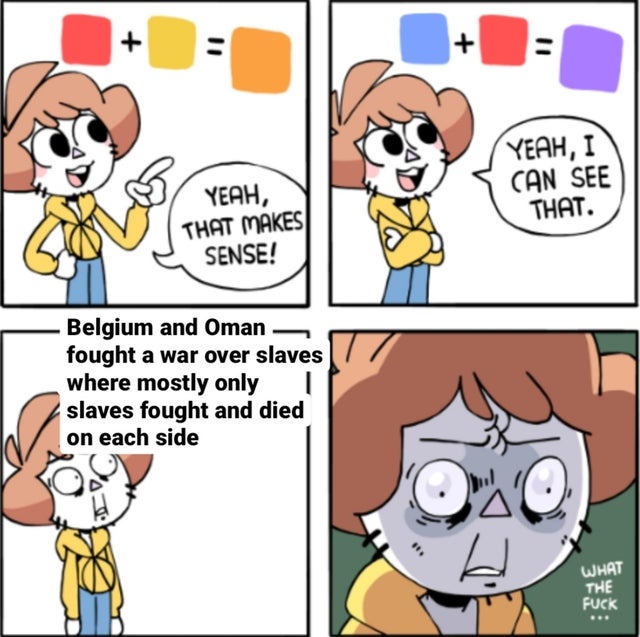 + =
YEAH,
THAT MAKES
SENSE!
+ =
YEAH, I
CAN SEE
THAT.
Belgium and Oman
fought a war over slaves
where mostly only
slaves fought and died
on each side
WHAT
THE
FUCK
...